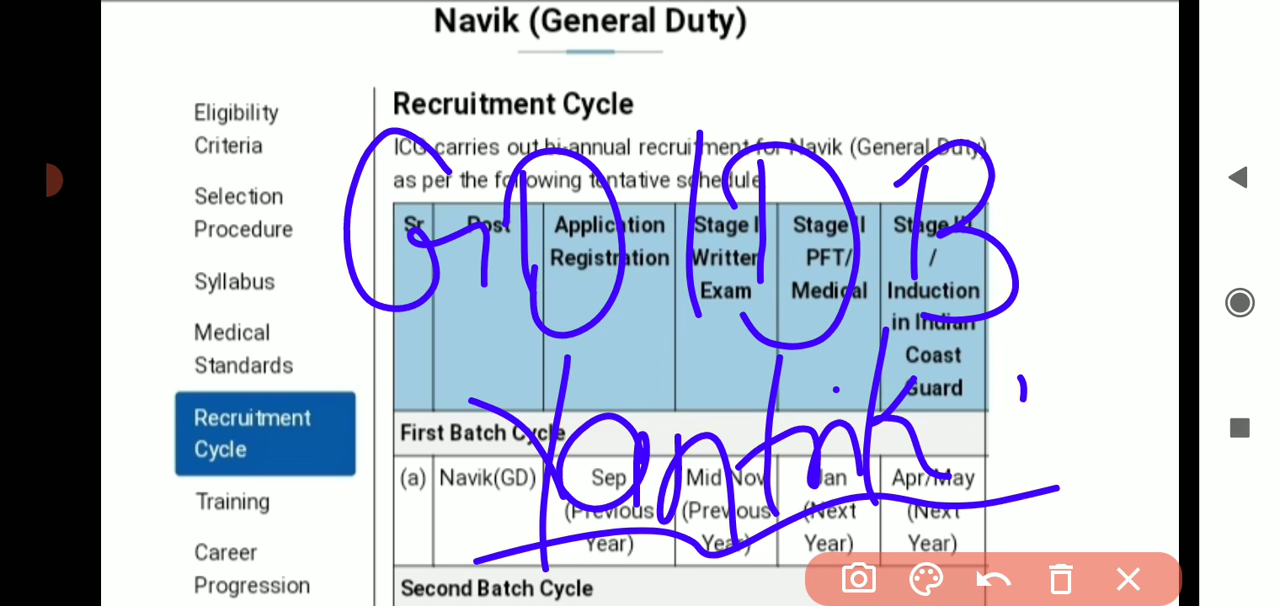 Navik (General Duty)
Eligibility
Criteria
Selection
Procedure
Syllabus
Medical
Standards
Recruitment
Cycle
Training
Career
Progression
Recruitment Cycle
ICG carries out bi-annual recruitment for Navik (General Duty)
as per the following tentative schedule
Sr Post Application Registration Stage I Written Exam Stage II PFT/ Medical Stage III / Induction in Indian Coast Guard
First Batch Cycle
(a) Navik(GD) Sep (Previous Year) Mid Nov (Previous Year) Jan (Next Year) Apr/May (Next Year)
Second Batch Cycle
GD DB